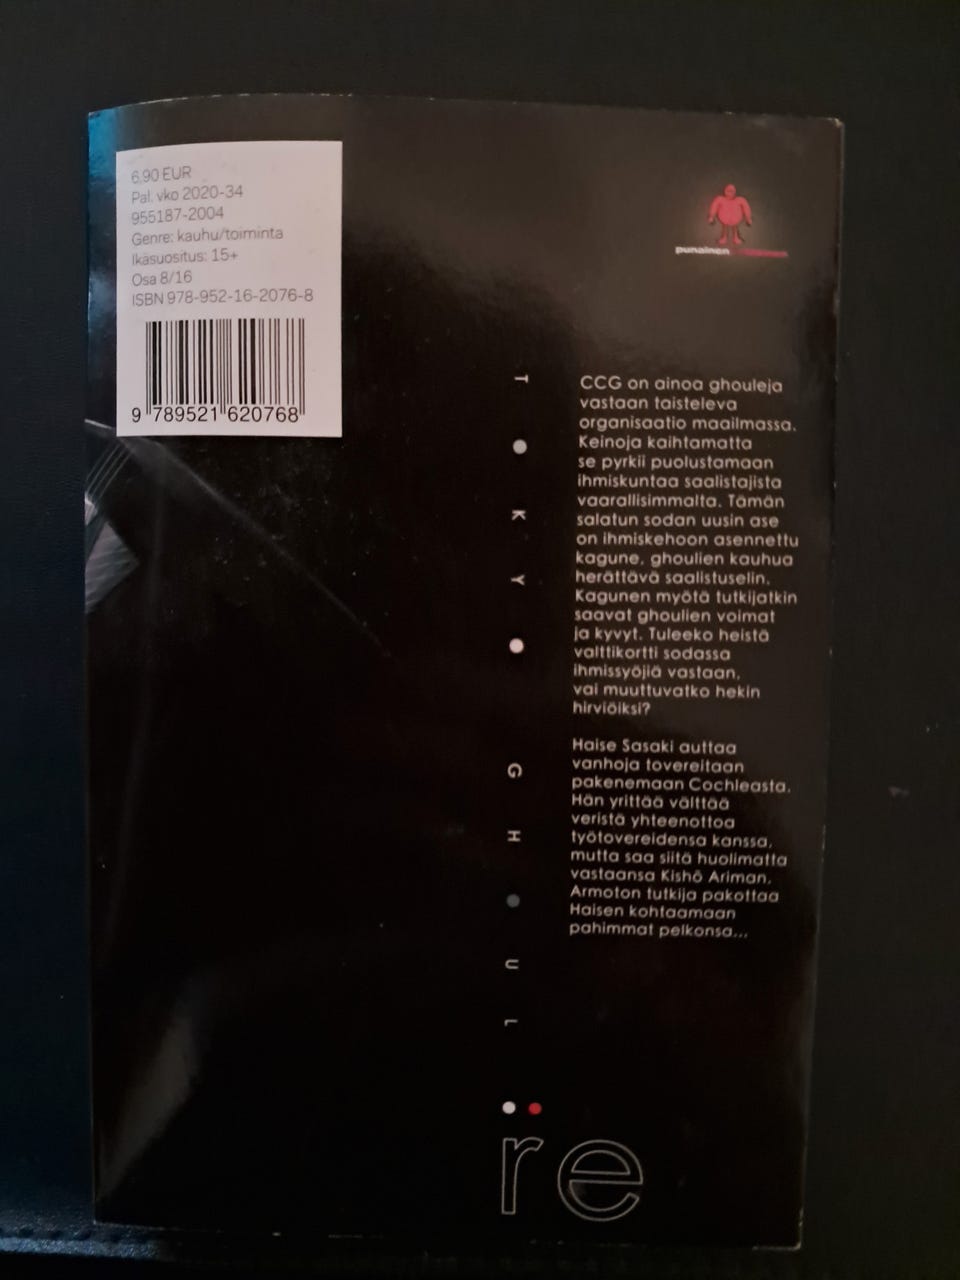 6,90 EUR
Pal. vko 2020-34
955187-2004
Genre: kauhu/toiminta
Ikäsuositus: 15+
Osa 8/16
ISBN 978-952-16-2076-8
9 789521 620768
punainen
TOKYO GHOUL
:re
CCG on ainoa ghouleja
vastaan taisteleva
organisaatio maailmassa.
Keinoja kaihtamatta
se pyrkii puolustamaan
ihmiskuntaa saalistajista
vaarallisimmalta. Tämän
salatun sodan uusin ase
on ihmiskehoon asennettu
kagune, ghoulien kauhua
herättävä saalistuselin.
Kagunen myötä tutkijatkin
saavat ghoulien voimat
ja kyvyt. Tuleeko heistä
valttikortti sodassa
ihmissyöjiä vastaan,
vai muuttuvatko hekin
hirviöiksi?
Haise Sasaki auttaa
vanhoja tovereitaan
pakenemaan Cochleasta.
Hän yrittää välttää
veristä yhteenottoa
työtovereidensa kanssa,
mutta saa siitä huolimatta
vastaansa Kishō Ariman.
Armoton tutkija pakottaa
Haisen kohtaamaan
pahimmat pelkonsa...